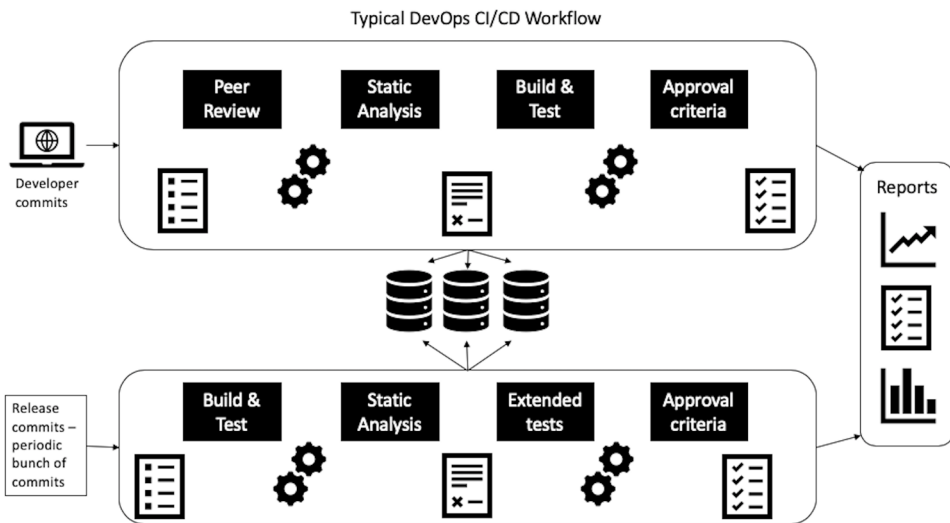 Typical DevOps CI/CD Workflow
Peer
Review
Static
Analysis
Build &
Test
Approval
criteria
Developer
commits
Reports
Release
commits –
periodic
bunch of
commits
Build &
Test
Static
Analysis
Extended
tests
Approval
criteria